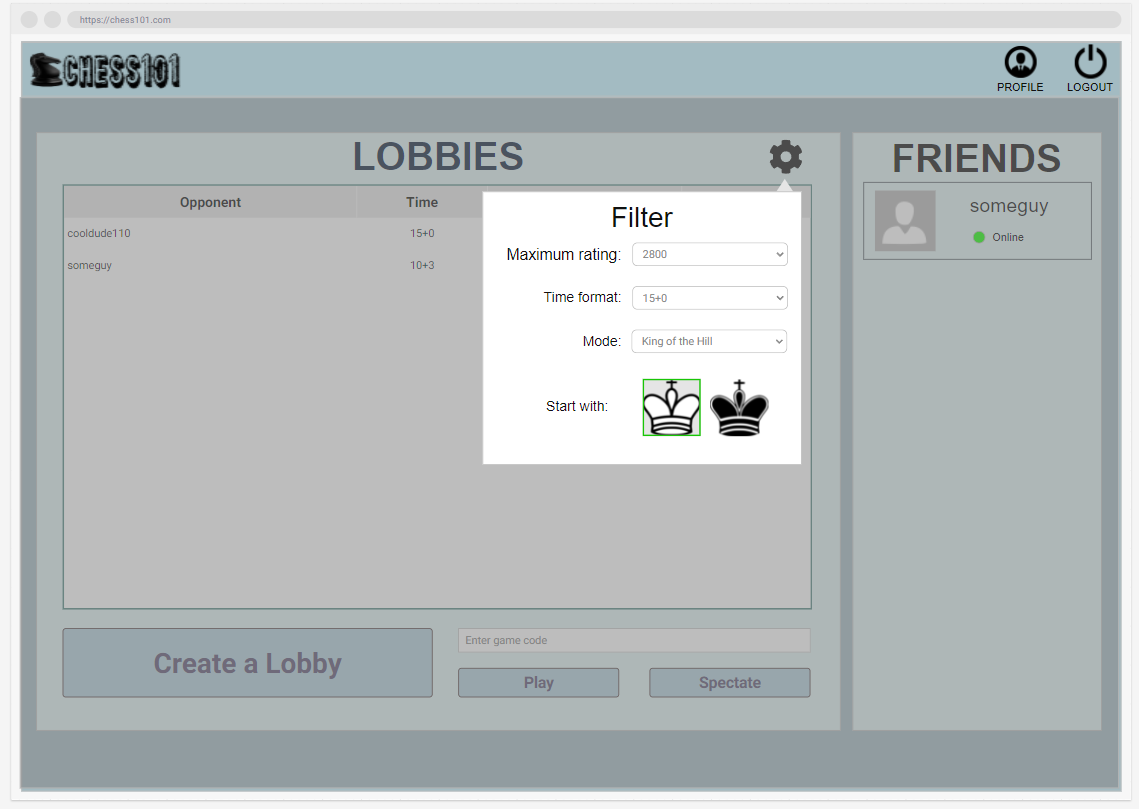 https://chess101.com
CHESS101
PROFILE
LOGOUT
LOBBIES
Opponent
Time
cooldude110
15+0
someguy
10+3
Filter
Maximum rating:
2800
Time format:
15+0
Mode:
King of the Hill
Start with:
Create a Lobby
Enter game code
Play
Spectate
FRIENDS
someguy
Online